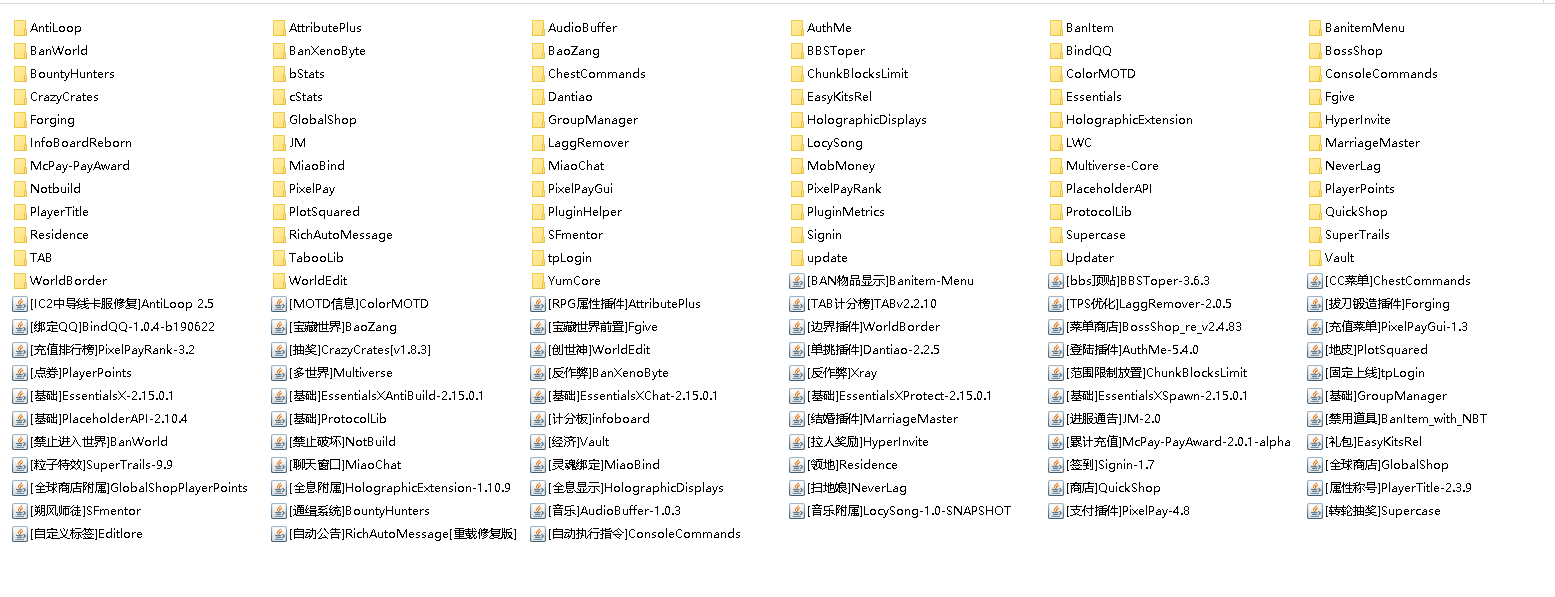 AntiLoop AttributePlus AudioBuffer AuthMe BanItem BanitemMenu
BanWorld BanXenoByte BaoZang BBSToper BindQQ BossShop
BountyHunters bStats ChestCommands ChunkBlocksLimit ColorMOTD ConsoleCommands
CrazyCrates cStats Dantiao EasyKitsRel Essentials Fgive
Forging GlobalShop GroupManager HolographicDisplays HolographicExtension HyperInvite
InfoBoardReborn JM LaggRemover LocySong LWC MarriageMaster
McPay-PayAward MiaoBind MiaoChat MobMoney Multiverse-Core NeverLag
Notbuild PixelPay PixelPayGui PixelPayRank PlaceholderAPI PlayerPoints
PlayerTitle PlotSquared PluginHelper PluginMetrics ProtocolLib QuickShop
Residence RichAutoMessage SFmentor Signin Supercase SuperTrails
TAB TabooLib tpLogin update Updater Vault
WorldBorder WorldEdit YumCore [BAN物品显示]Banitem-Menu [bbs顶贴]BBSToper-3.6.3 [CC菜单]ChestCommands
[IC2中导线卡服修复]AntiLoop 2.5 [MOTD信息]ColorMOTD [RPG属性插件]AttributePlus [TAB计分榜]TABv2.2.10 [TPS优化]LaggRemover-2.0.5 [拔刀锻造插件]Forging
[绑定QQ]BindQQ-1.0.4-b190622 [宝藏世界]BaoZang [宝藏世界前置]Fgive [边界插件]WorldBorder [菜单商店]BossShop_re_v2.4.83 [充值菜单]PixelPayGui-1.3
[充值排行榜]PixelPayRank-3.2 [抽奖]CrazyCrates[v1.8.3] [创世神]WorldEdit [单挑插件]Dantiao-2.2.5 [登陆插件]AuthMe-5.4.0 [地皮]PlotSquared
[点券]PlayerPoints [多世界]Multiverse [反作弊]BanXenoByte [反作弊]Xray [范围限制放置]ChunkBlocksLimit [固定上线]tpLogin
[基础]EssentialsX-2.15.0.1 [基础]EssentialsXAntiBuild-2.15.0.1 [基础]EssentialsXChat-2.15.0.1 [基础]EssentialsXProtect-2.15.0.1 [基础]EssentialsXSpawn-2.15.0.1 [基础]GroupManager
[基础]PlaceholderAPI-2.10.4 [基础]ProtocolLib [计分板]infoboard [结婚插件]MarriageMaster [进服通告]JM-2.0 [禁用道具]BanItem_with_NBT
[禁止进入世界]BanWorld [禁止破坏]NotBuild [经济]Vault [拉人奖励]HyperInvite [累计充值]McPay-PayAward-2.0.1-alpha [礼包]EasyKitsRel
[粒子特效]SuperTrails-9.9 [聊天窗口]MiaoChat [灵魂绑定]MiaoBind [领地]Residence [签到]Signin-1.7 [全球商店]GlobalShop
[全球商店附属]GlobalShopPlayerPoints [全息附属]HolographicExtension-1.10.9 [全息显示]HolographicDisplays [扫地娘]NeverLag [商店]QuickShop [属性称号]PlayerTitle-2.3.9
[朔风师徒]SFmentor [通缉系统]BountyHunters [音乐]AudioBuffer-1.0.3 [音乐附属]LocySong-1.0-SNAPSHOT [支付插件]PixelPay-4.8 [转轮抽奖]Supercase
[自定义标签]Editlore [自动公告]RichAutoMessage[重载修复版] [自动执行指令]ConsoleCommands